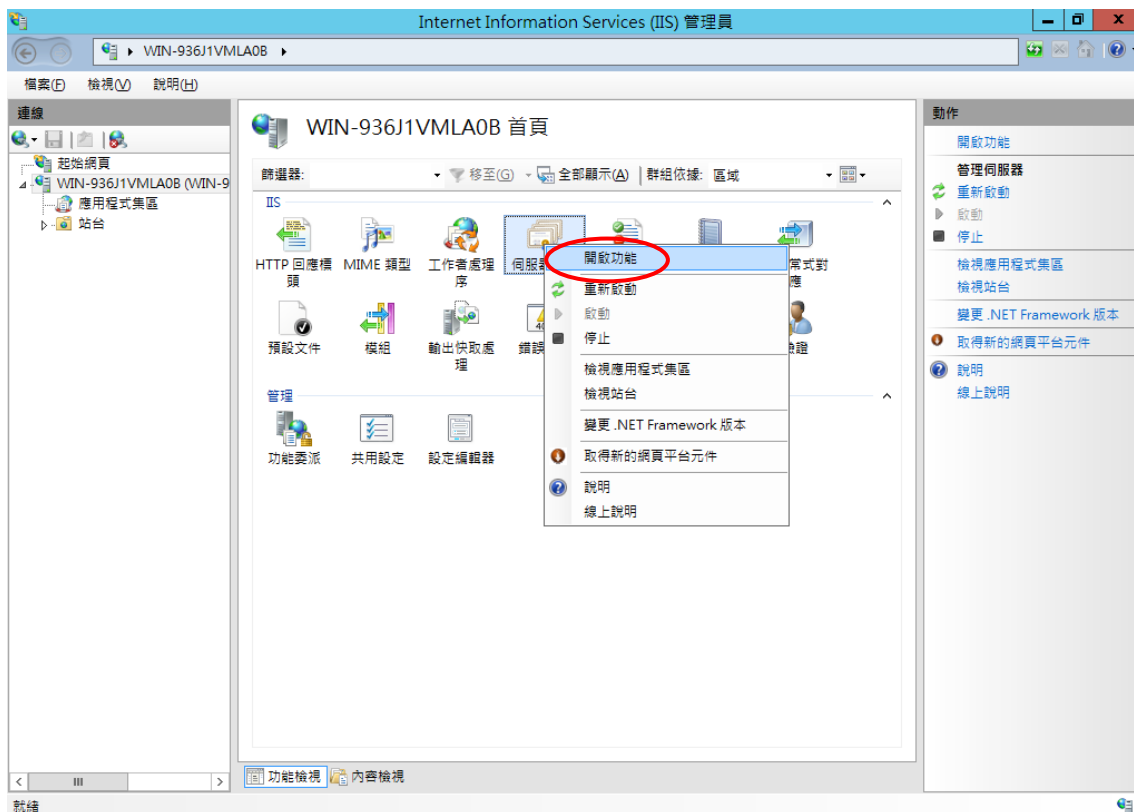 Internet Information Services (IIS) 管理員
WIN-936J1VMLA0B
檔案(F) 檢視(V) 說明(H)
連線
起始網頁
WIN-936J1VMLA0B (WIN-9
應用程式集區
站台
WIN-936J1VMLA0B 首頁
篩選器: 移至(G) 全部顯示(A) 群組依據: 區域
IIS
HTTP 回應標頭
MIME 類型
工作者處理序
伺服器
常式對應
預設文件
模組
輸出快取處理
錯誤
管理
功能委派
共用設定
設定編輯器
開啟功能
重新啟動
啟動
停止
檢視應用程式集區
檢視站台
變更 .NET Framework 版本
取得新的網頁平台元件
說明
線上說明
功能檢視 內容檢視
動作
開啟功能
管理伺服器
重新啟動
啟動
停止
檢視應用程式集區
檢視站台
變更 .NET Framework 版本
取得新的網頁平台元件
說明
線上說明
就緒